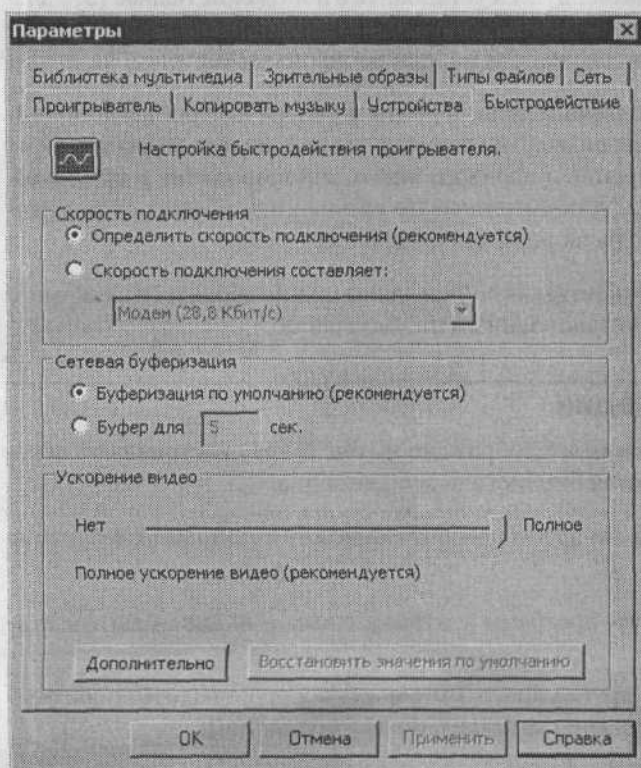 Параметры
Библиотека мультимедиа Зрительные образы Типы файлов Сеть
Проигрыватель Копировать музыку Устройства Быстродействие
Настройка быстродействия проигрывателя.
Скорость подключения
Определить скорость подключения (рекомендуется)
Скорость подключения составляет:
Модем (28,8 Кбит/с)
Сетевая буферизация
Буферизация по умолчанию (рекомендуется)
Буфер для 5 сек.
Ускорение видео
Нет Полное
Полное ускорение видео (рекомендуется)
Дополнительно Восстановить значения по умолчанию
OK Отмена Применить Справка